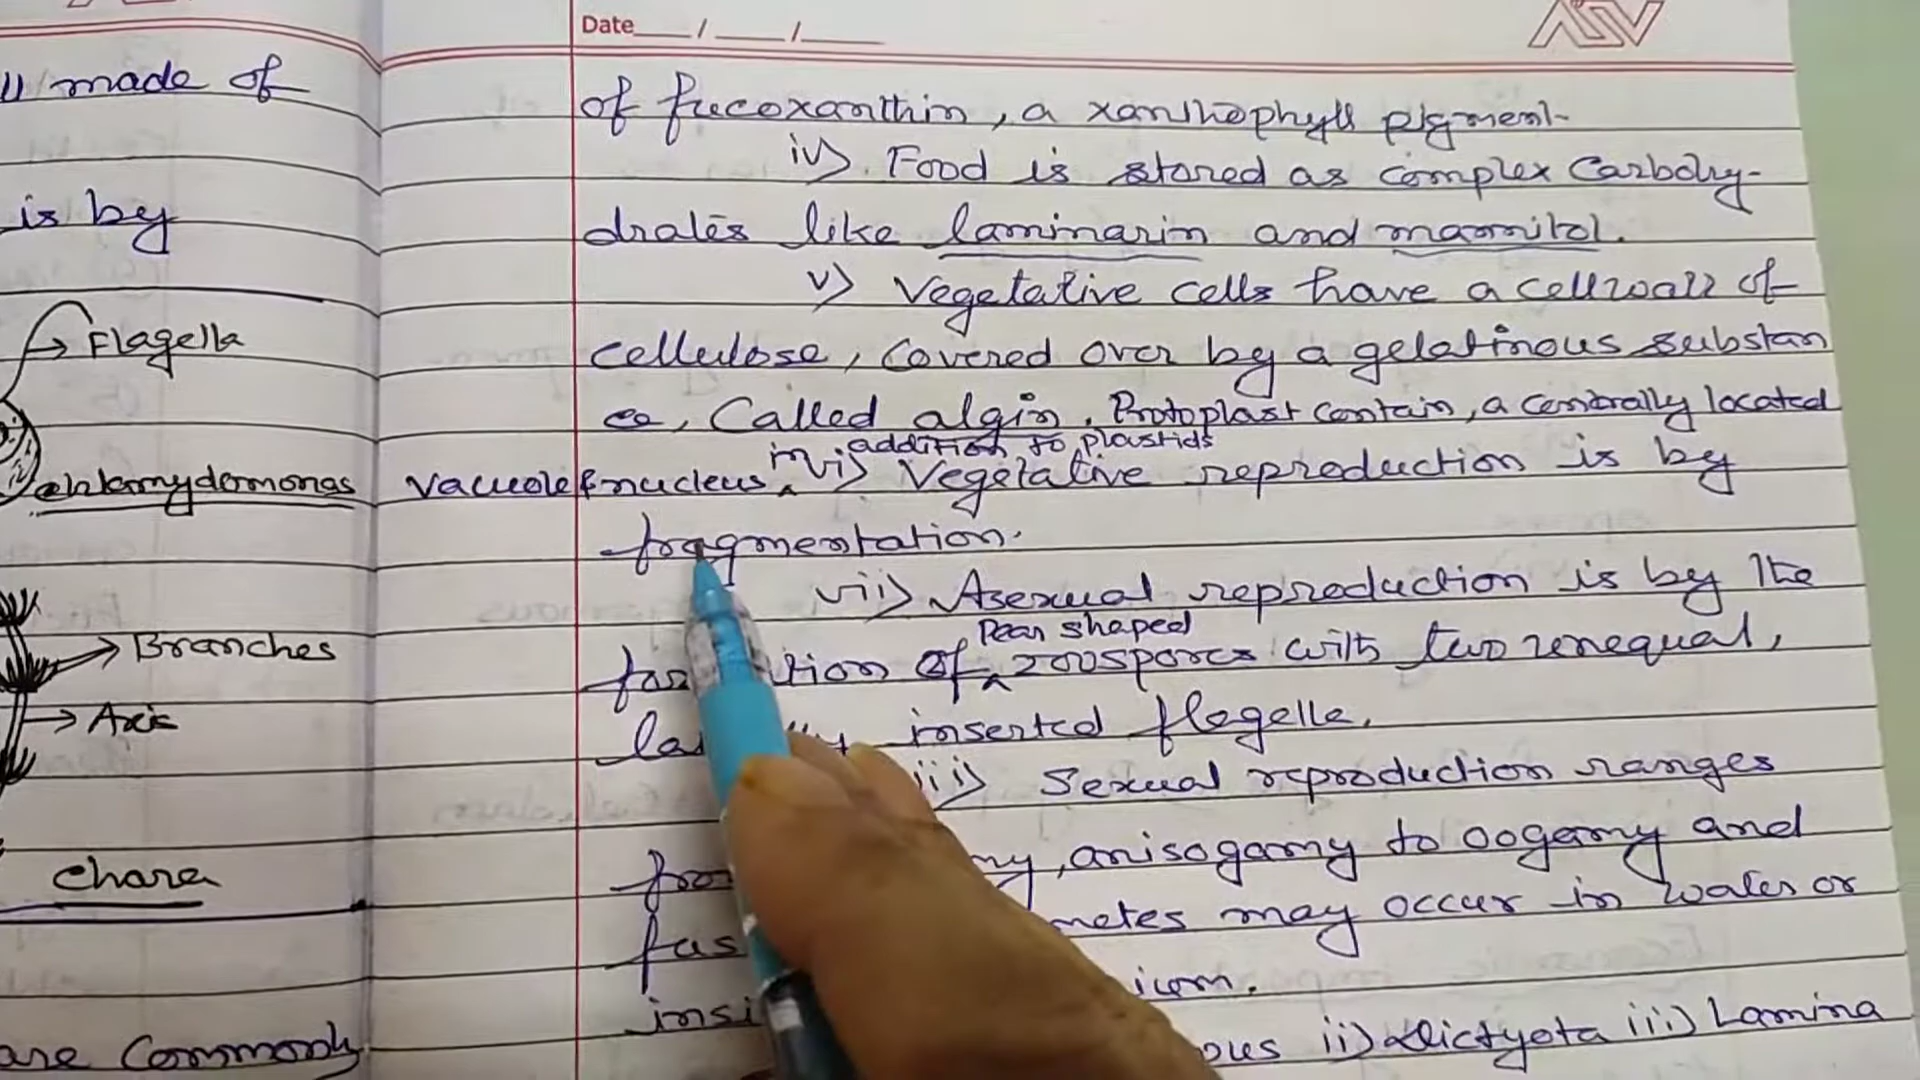 Date / /
ASV
made of
is by
Flagella
chlamydomonas
Branches
Axis
Chara
are Commonly
of fucoxanthin, a xanthophyll pigment
iv) Food is stored as complex Carbohy-
drates like laminarin and mannitol.
v) Vegetative cells have a cellwall of
cellulose, Covered over by a gelatinous substan
ce, Called algin. Protoplast contain, a centrally located
vacuole & nucleus in addition to plastids
vi) Vegetative reproduction is by
fragmentation.
vii) Asexual reproduction is by the
of pear shaped zoospores with two unequal,
inserted flagella.
Sexual reproduction ranges
anisogamy to oogamy and
may occur in water or
ii) Dictyota iii) Lamina